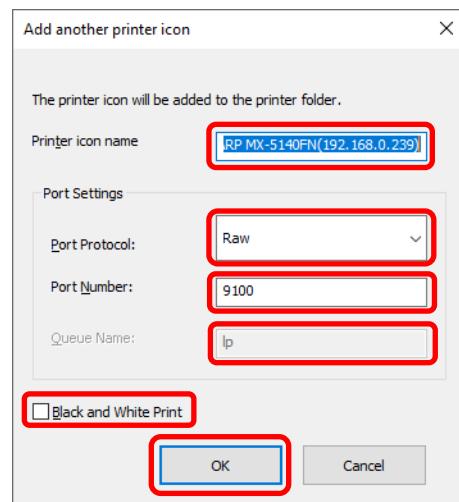 Add another printer icon
The printer icon will be added to the printer folder.
Printer icon name
RP MX-5140FN(192.168.0.239)
Port Settings
Port Protocol:
Raw
Port Number:
9100
Queue Name:
lp
Black and White Print
OK
Cancel